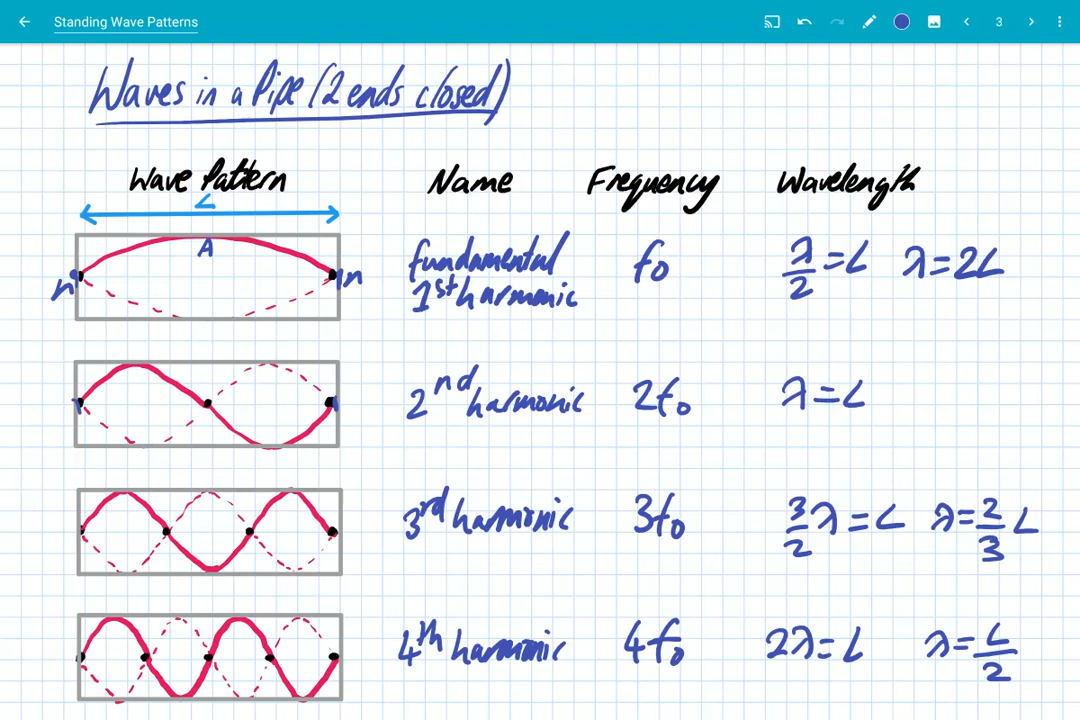 Standing Wave Patterns
3
Waves in a Pipe (2 ends closed)
Wave Pattern Name Frequency Wavelength
L
n A n fundamental 1st harmonic f₀ λ/2 = L λ = 2L
2nd harmonic 2f₀ λ = L
3rd harmonic 3f₀ 3/2 λ = L λ = 2/3 L
4th harmonic 4f₀ 2λ = L λ = L/2